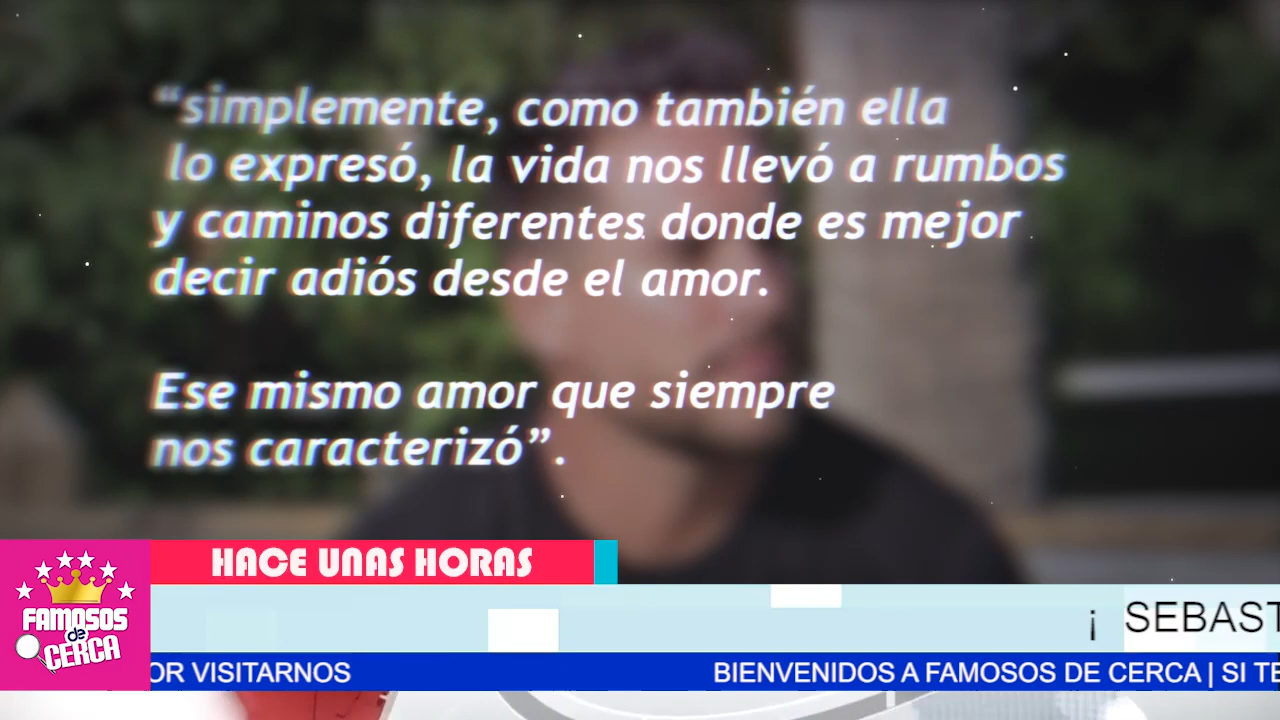 “simplemente, como también ella
lo expresó, la vida nos llevó a rumbos
y caminos diferentes donde es mejor
decir adiós desde el amor.
Ese mismo amor que siempre
nos caracterizó”.
HACE UNAS HORAS
¡ SEBAST
FAMOSOS
de
CERCA
OR VISITARNOS BIENVENIDOS A FAMOSOS DE CERCA | SI TE